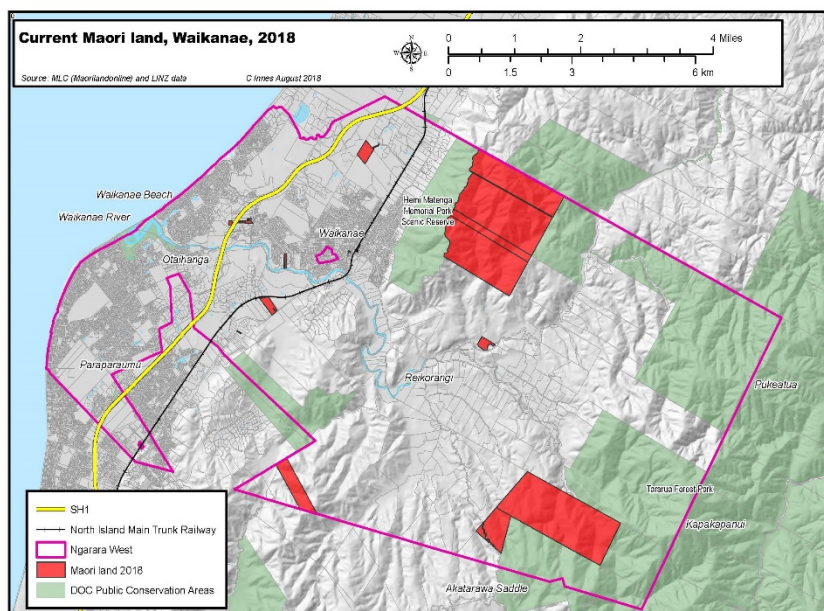 Current Maori land, Waikanae, 2018
Source: MLC (Maorilandonline) and LINZ data
C Innes August 2018
N
0 1 2 4 Miles
0 1.5 3 6 km
Waikanae Beach
Waikanae River
Otaihanga
Waikanae
Hemi Matenga
Memorial Park
Scenic Reserve
Paraparaumu
Reikorangi
Pukeatua
Tararua Forest Park
Kapakapanui
Akatarawa Saddle
SH1
North Island Main Trunk Railway
Ngarara West
Maori land 2018
DOC Public Conservation Areas